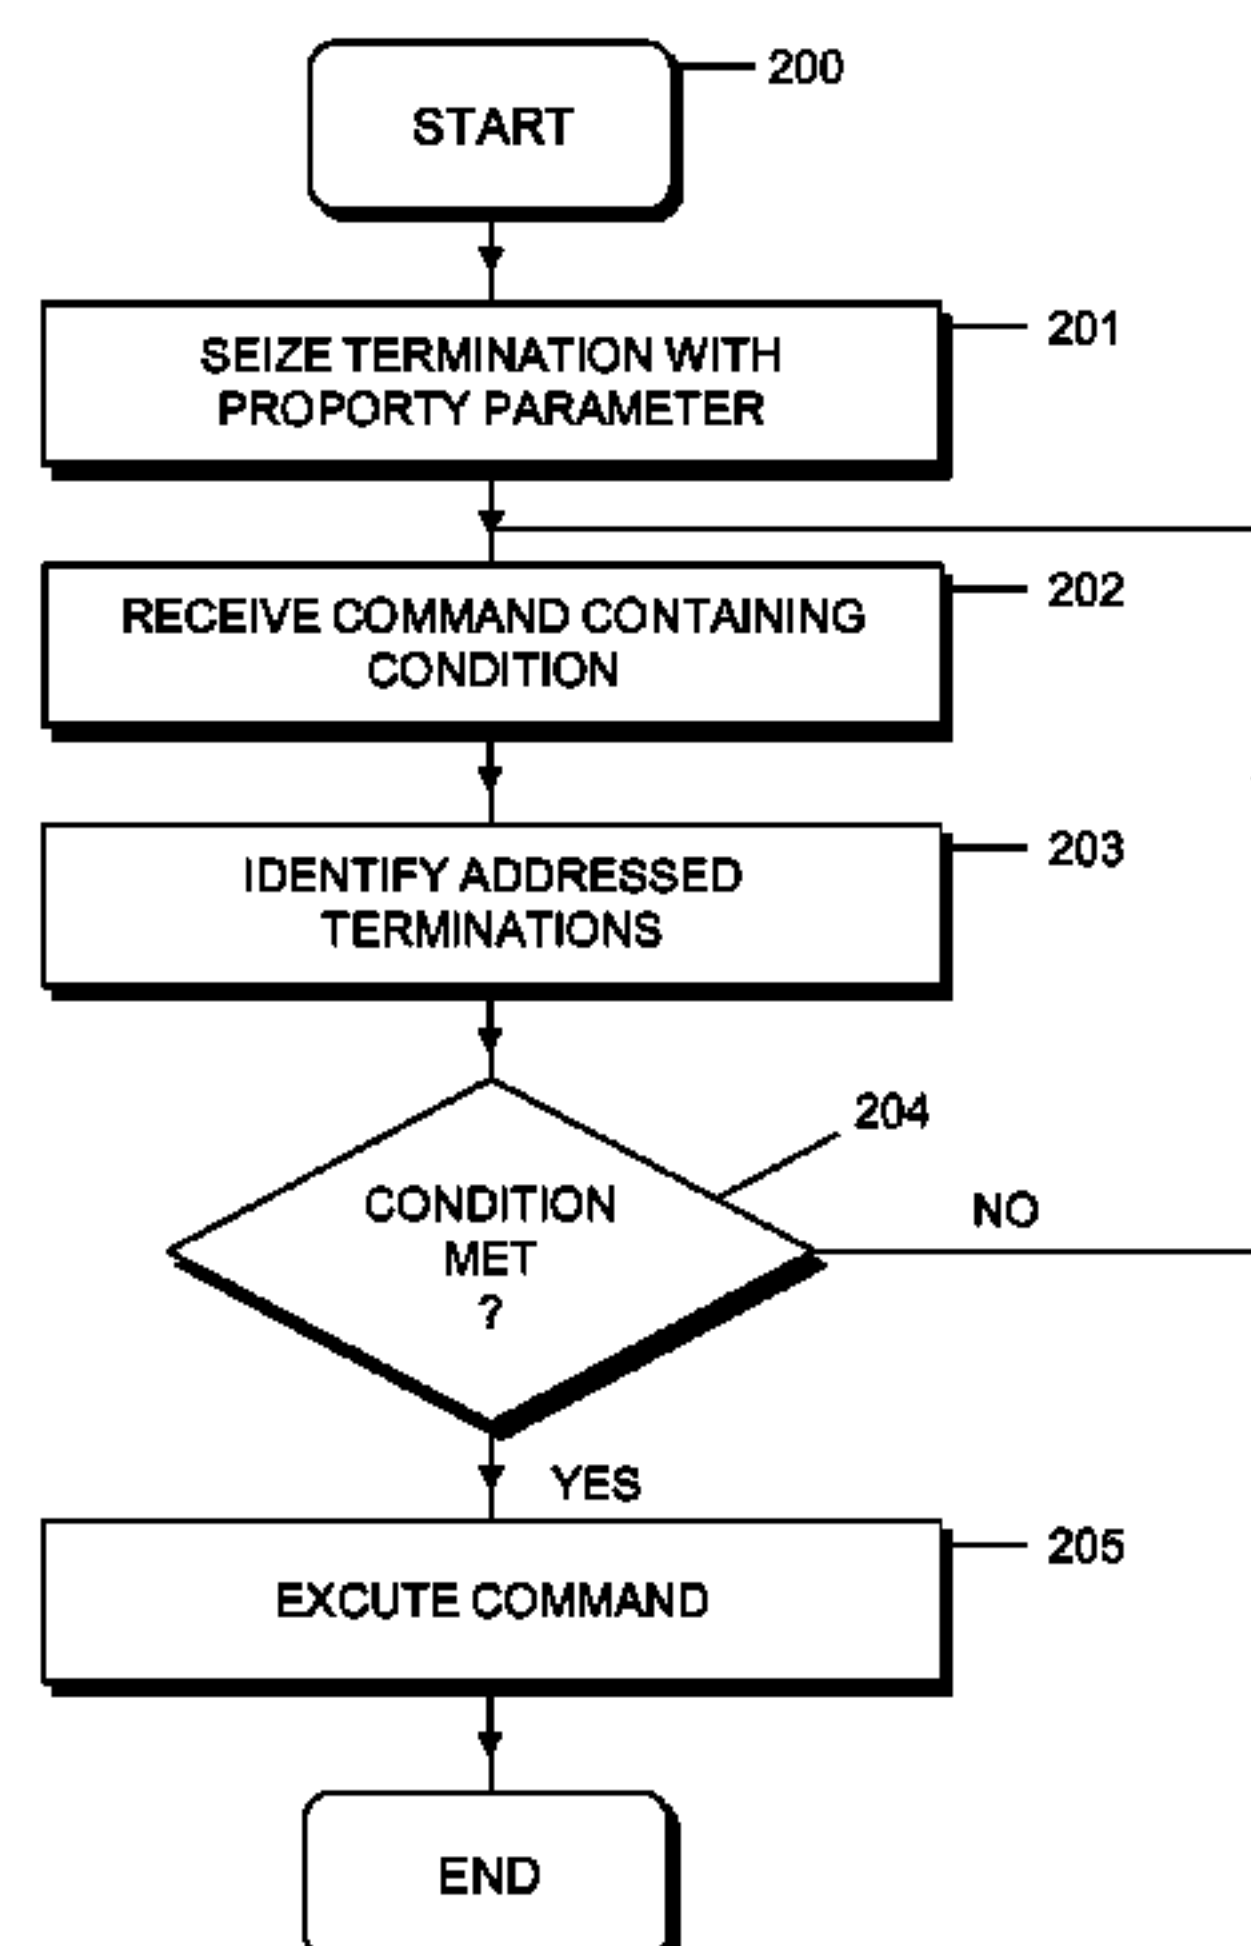 200
START
201
SEIZE TERMINATION WITH
PROPORTY PARAMETER
202
RECEIVE COMMAND CONTAINING
CONDITION
203
IDENTIFY ADDRESSED
TERMINATIONS
204
CONDITION
MET
?
NO
YES
205
EXCUTE COMMAND
END